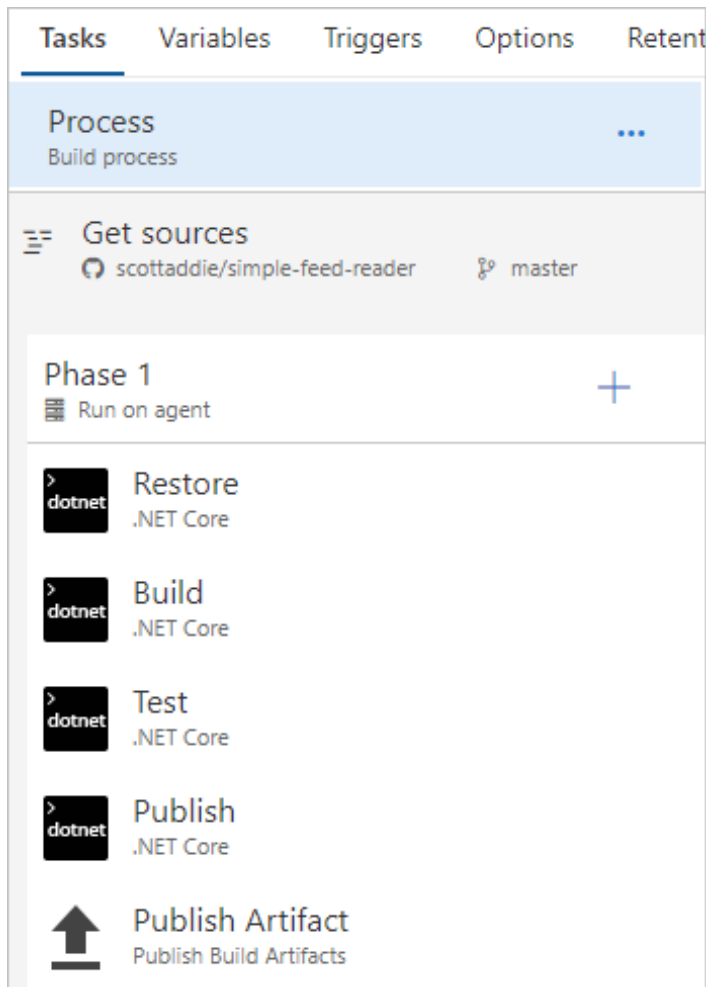 Tasks Variables Triggers Options Retent
Process
Build process
Get sources
scottaddie/simple-feed-reader master
Phase 1
Run on agent
>
dotnet
Restore
.NET Core
>
dotnet
Build
.NET Core
>
dotnet
Test
.NET Core
>
dotnet
Publish
.NET Core
Publish Artifact
Publish Build Artifacts